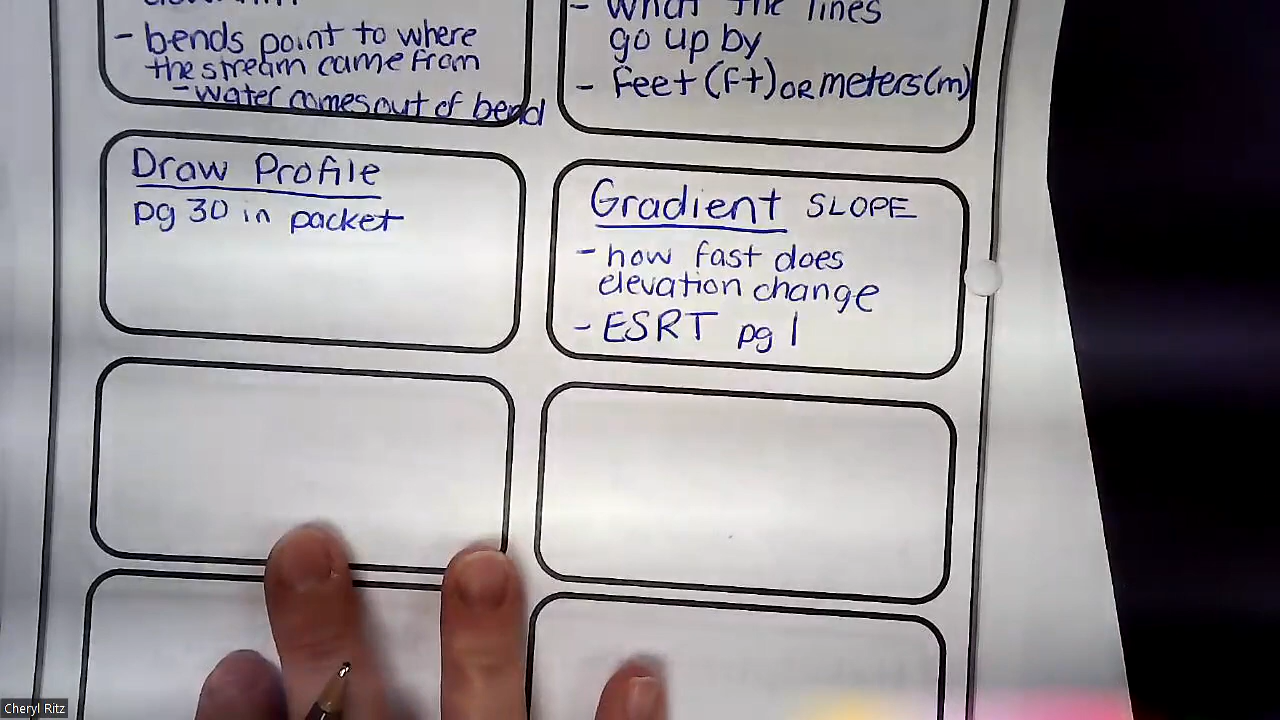 - bends point to where
the stream came from
- water comes out of bend
- What the lines
go up by
- feet (ft) OR meters (m)
Draw Profile
pg 30 in packet
Gradient SLOPE
- how fast does
elevation change
- ESRT pg 1
Cheryl Ritz